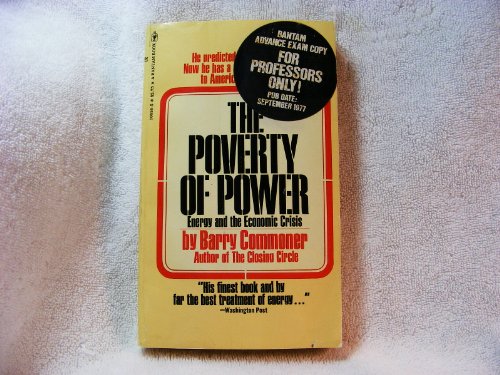 He predicted
Now he has a
to Americ
BANTAM
ADVANCE EXAM COPY
FOR
PROFESSORS
ONLY!
PUB DATE:
SEPTEMBER 1977
THE
POVERTY
OF POWER
Energy and the Economic Crisis
by Barry Commoner
Author of The Closing Circle
"His finest book and by
far the best treatment of energy..."
—Washington Post
A BANTAM BOOK